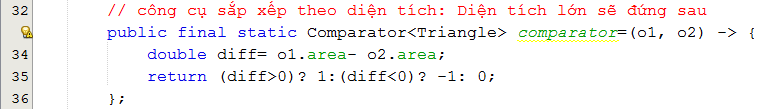 32 // công cụ sắp xếp theo diện tích: Diện tích lớn sẽ đứng sau
public final static Comparator<Triangle> comparator=(o1, o2) -> {
34 double diff= o1.area- o2.area;
35 return (diff>0)? 1:(diff<0)? -1: 0;
36 };